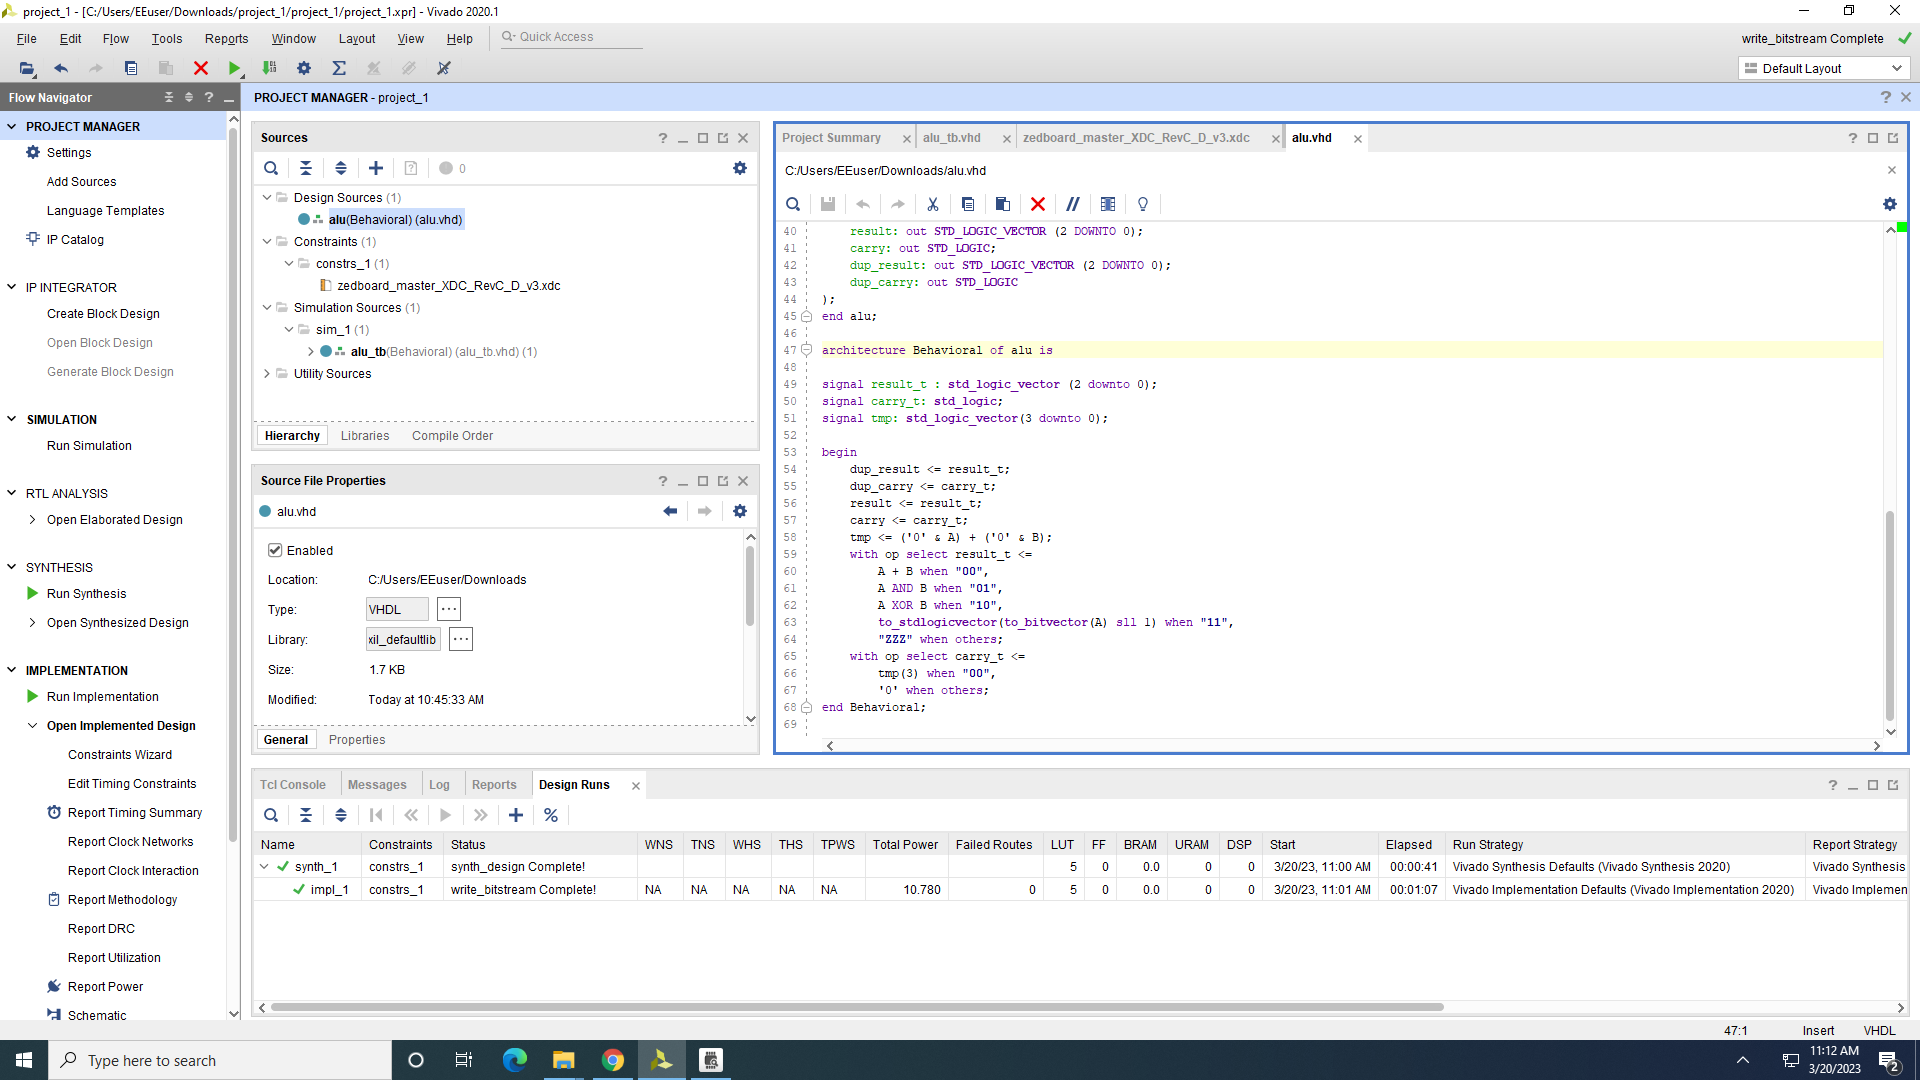 project_1 - [C:/Users/EEuser/Downloads/project_1/project_1/project_1.xpr] - Vivado 2020.1
File Edit Flow Tools Reports Window Layout View Help Quick Access
write_bitstream Complete
Default Layout
Flow Navigator
PROJECT MANAGER
Settings
Add Sources
Language Templates
IP Catalog
IP INTEGRATOR
Create Block Design
Open Block Design
Generate Block Design
SIMULATION
Run Simulation
RTL ANALYSIS
Open Elaborated Design
SYNTHESIS
Run Synthesis
Open Synthesized Design
IMPLEMENTATION
Run Implementation
Open Implemented Design
Constraints Wizard
Edit Timing Constraints
Report Timing Summary
Report Clock Networks
Report Clock Interaction
Report Methodology
Report DRC
Report Utilization
Report Power
Schematic
PROJECT MANAGER - project_1
Sources
0
Design Sources (1)
alu(Behavioral) (alu.vhd)
Constraints (1)
constrs_1 (1)
zedboard_master_XDC_RevC_D_v3.xdc
Simulation Sources (1)
sim_1 (1)
alu_tb(Behavioral) (alu_tb.vhd) (1)
Utility Sources
Hierarchy Libraries Compile Order
Source File Properties
alu.vhd
Enabled
Location: C:/Users/EEuser/Downloads
Type: VHDL
Library: xil_defaultlib
Size: 1.7 KB
Modified: Today at 10:45:33 AM
General Properties
Project Summary alu_tb.vhd zedboard_master_XDC_RevC_D_v3.xdc alu.vhd
C:/Users/EEuser/Downloads/alu.vhd
40 result: out STD_LOGIC_VECTOR (2 DOWNTO 0);
41 carry: out STD_LOGIC;
42 dup_result: out STD_LOGIC_VECTOR (2 DOWNTO 0);
43 dup_carry: out STD_LOGIC
44 );
45 end alu;
46
47 architecture Behavioral of alu is
48
49 signal result_t : std_logic_vector (2 downto 0);
50 signal carry_t: std_logic;
51 signal tmp: std_logic_vector(3 downto 0);
52
53 begin
54 dup_result <= result_t;
55 dup_carry <= carry_t;
56 result <= result_t;
57 carry <= carry_t;
58 tmp <= ('0' & A) + ('0' & B);
59 with op select result_t <=
60 A + B when "00",
61 A AND B when "01",
62 A XOR B when "10",
63 to_stdlogicvector(to_bitvector(A) sll 1) when "11",
64 "ZZZ" when others;
65 with op select carry_t <=
66 tmp(3) when "00",
67 '0' when others;
68 end Behavioral;
69
Tcl Console Messages Log Reports Design Runs
Name Constraints Status WNS TNS WHS THS TPWS Total Power Failed Routes LUT FF BRAM URAM DSP Start Elapsed Run Strategy Report Strategy
synth_1 constrs_1 synth_design Complete! 5 0 0.0 0 0 3/20/23, 11:00 AM 00:00:41 Vivado Synthesis Defaults (Vivado Synthesis 2020) Vivado Synthesis
impl_1 constrs_1 write_bitstream Complete! NA NA NA NA NA 10.780 0 5 0 0.0 0 0 3/20/23, 11:01 AM 00:01:07 Vivado Implementation Defaults (Vivado Implementation 2020) Vivado Implemen
47:1 Insert VHDL
Type here to search
11:12 AM
3/20/2023
2